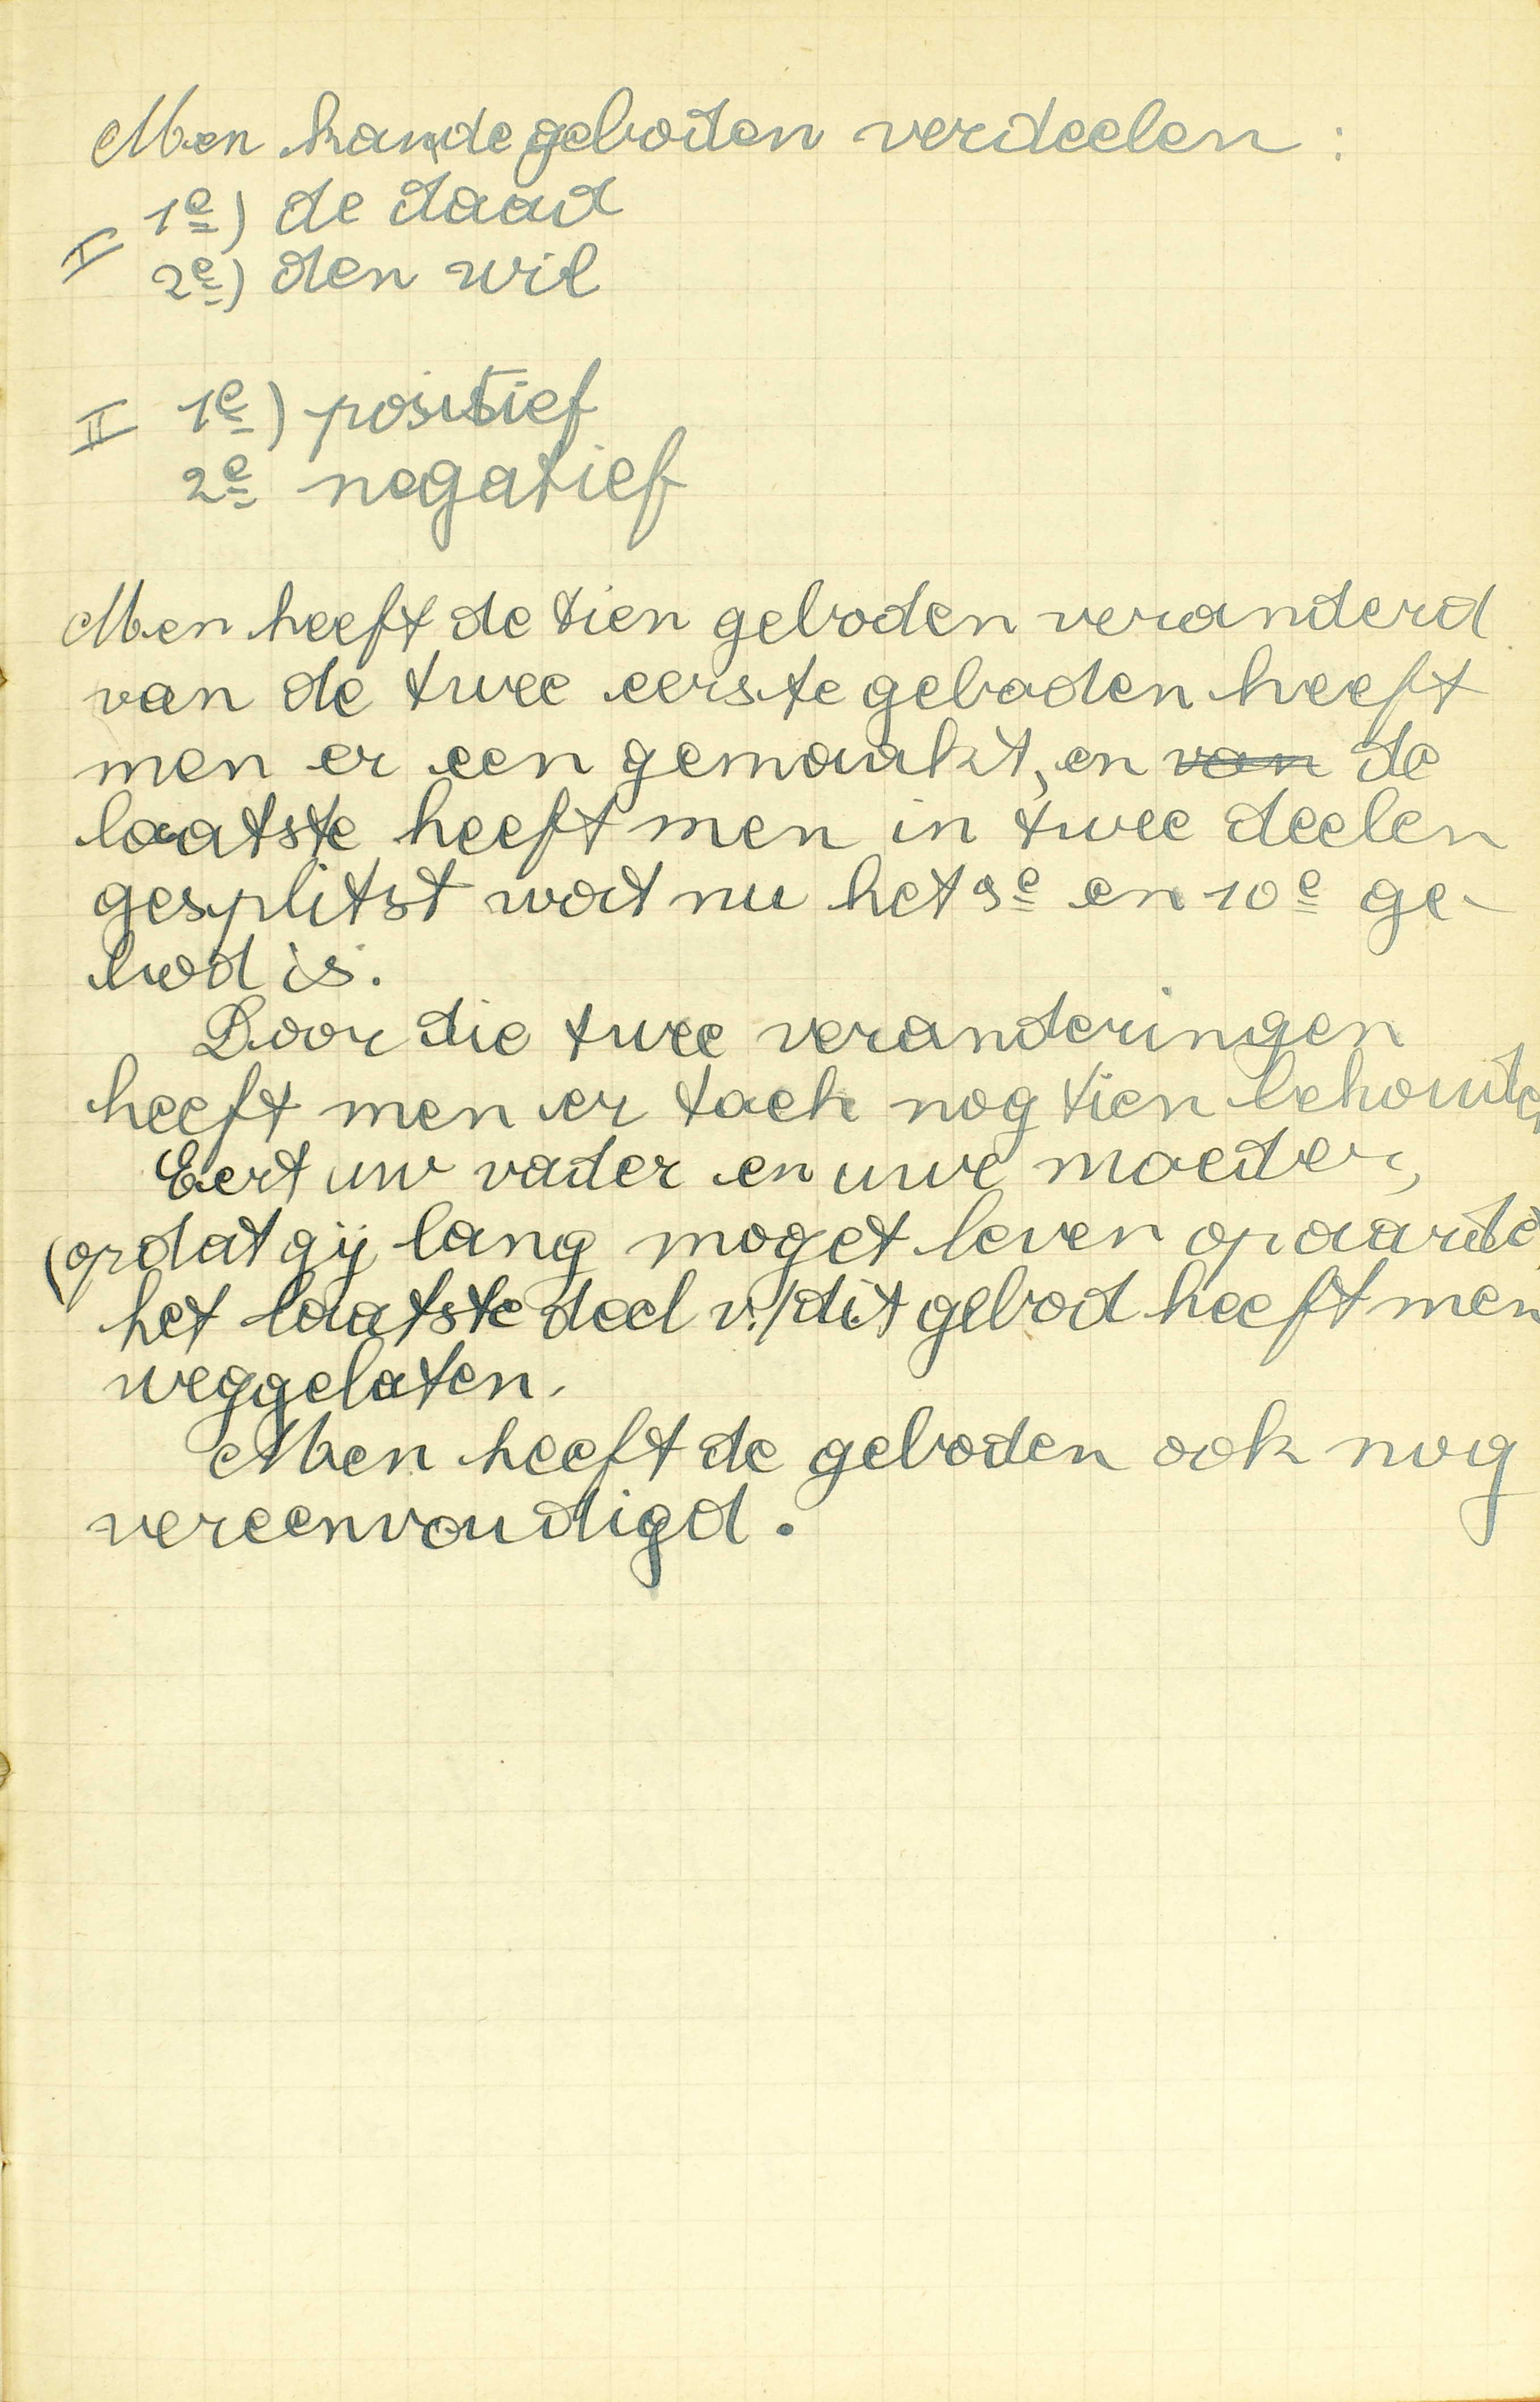 Men kan de geboden verdeelen :
1e) de daad
I
2e) den wil
II 1e) positief
2e negatief
Men heeft de tien geboden veranderd
van de twee eerste geboden heeft
men er een gemaakt, en van de
laatste heeft men in twee deelen
gesplitst wat nu het 9e en 10e ge-
bod is.
Door die twee veranderingen
heeft men er toch nog tien behouden
Eert uw vader en uwe moeder,
(opdat gij lang moget leven op aarde)
het laatste deel v/dit gebod heeft men
weggelaten.
Men heeft de geboden ook nog
vereenvoudigd.